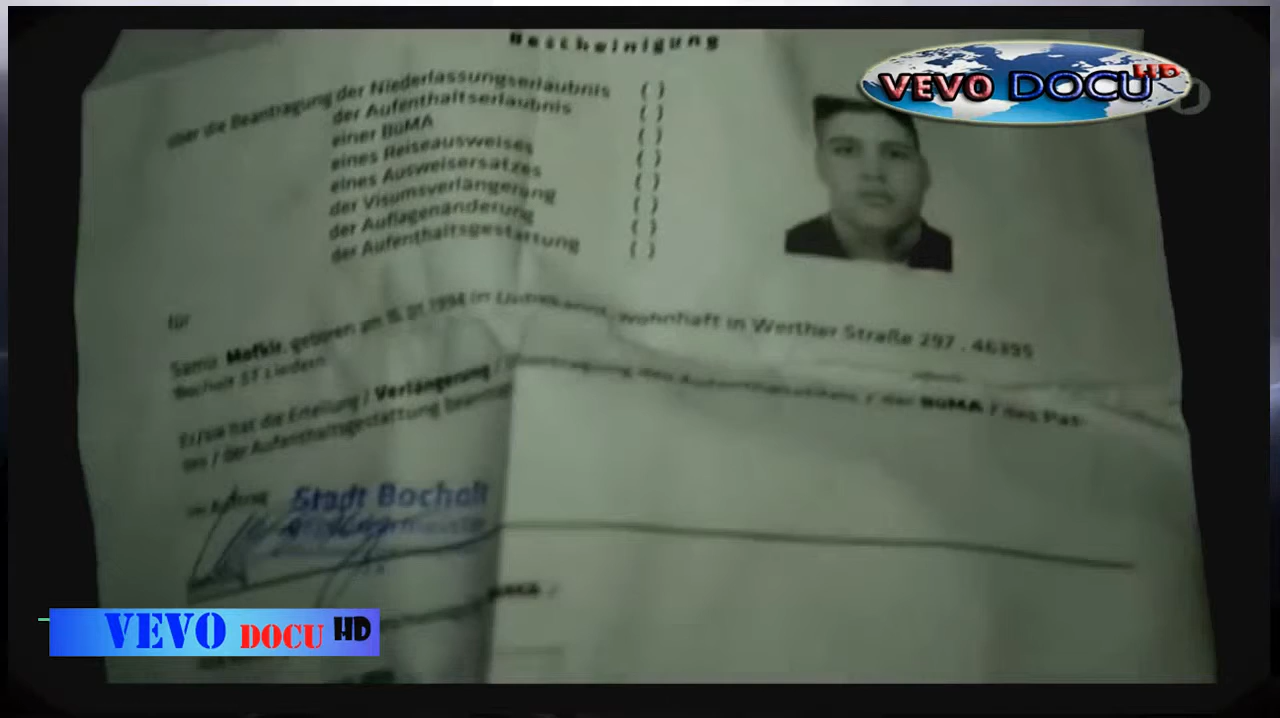 Bescheinigung
VEVO DOCU HD
über die Beantragung der Niederlassungserlaubnis ( )
der Aufenthaltserlaubnis ( )
einer BüMA ( )
eines Reiseausweises ( )
eines Ausweisersatzes ( )
der Visumsverlängerung ( )
der Auflagenänderung ( )
der Aufenthaltsgestattung ( )
für
Mofklr, geboren am 1994 in wohnhaft in Werther Straße 297 , 46395
Bocholt
Er/sie hat die Erteilung / Verlängerung / des Aufenthaltstitels / der BüMA / des Pas-
ses / der Aufenthaltsgestattung beantragt
Im Auftrag
Stadt Bocholt
VEVO DOCU HD